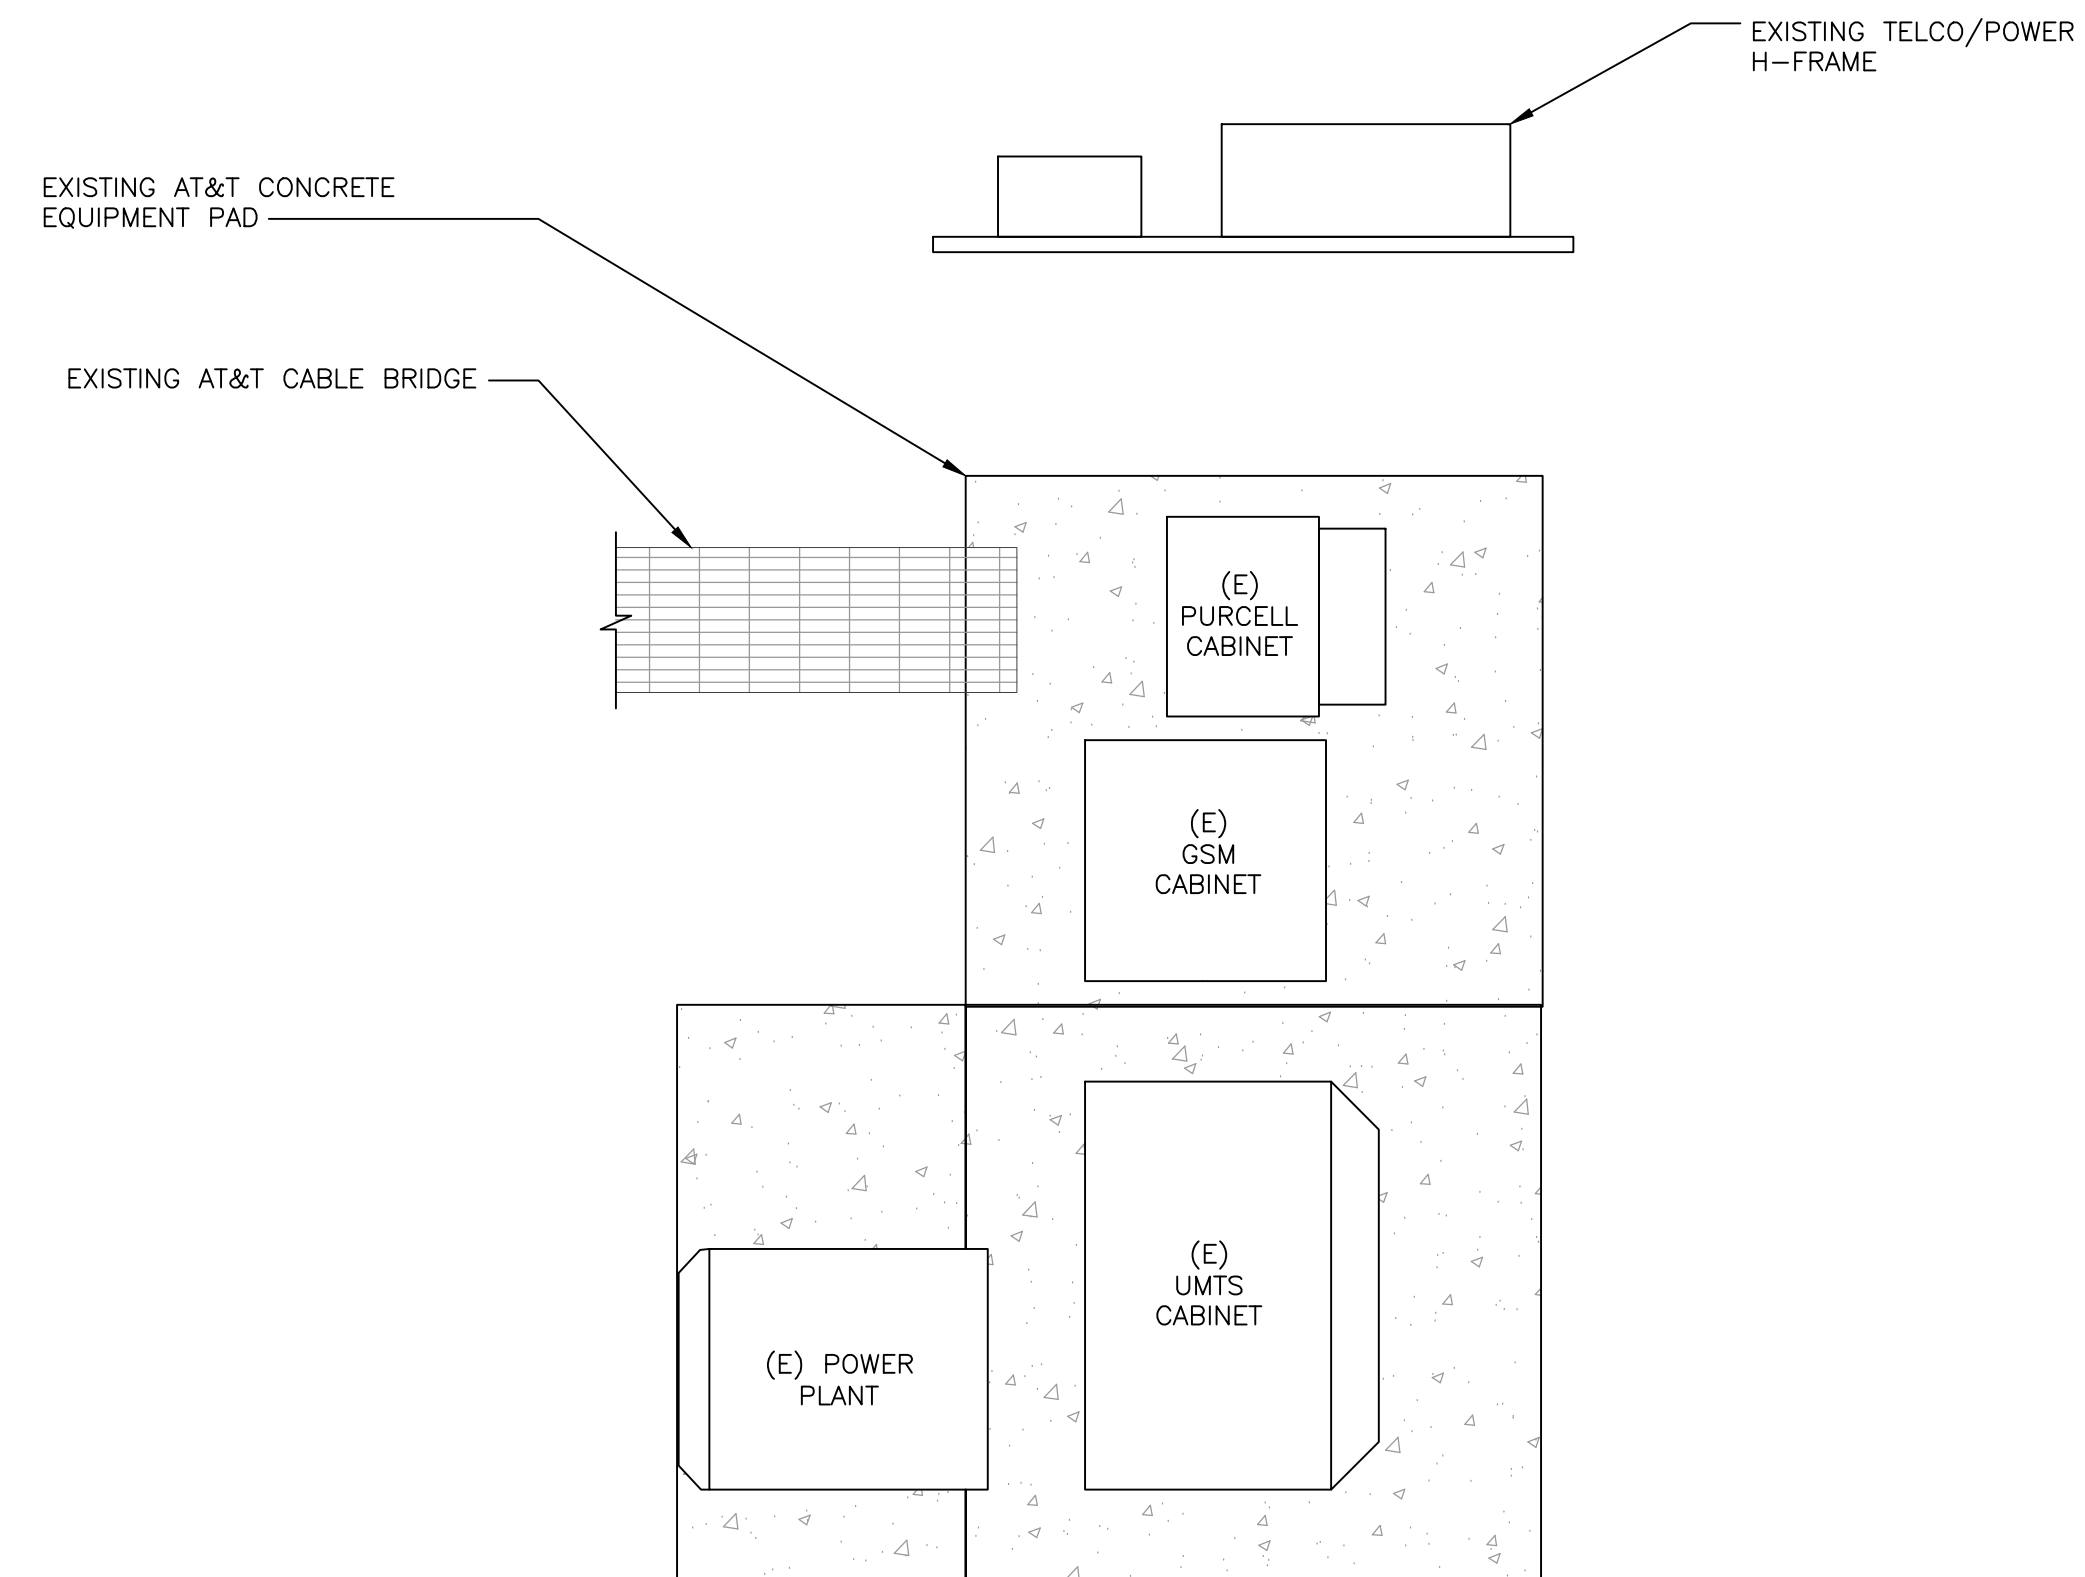 EXISTING TELCO/POWER
H-FRAME
EXISTING AT&T CONCRETE
EQUIPMENT PAD
EXISTING AT&T CABLE BRIDGE
(E)
PURCELL
CABINET
(E)
GSM
CABINET
(E)
UMTS
CABINET
(E) POWER
PLANT